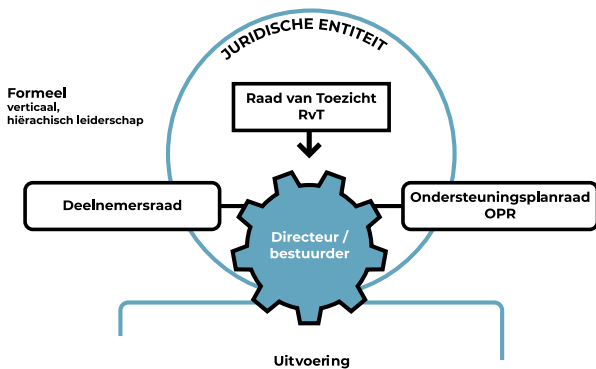 JURIDISCHE ENTITEIT
Formeel
verticaal,
hiërachisch leiderschap
Raad van Toezicht
RvT
Deelnemersraad
Ondersteuningsplanraad
OPR
Directeur /
bestuurder
Uitvoering